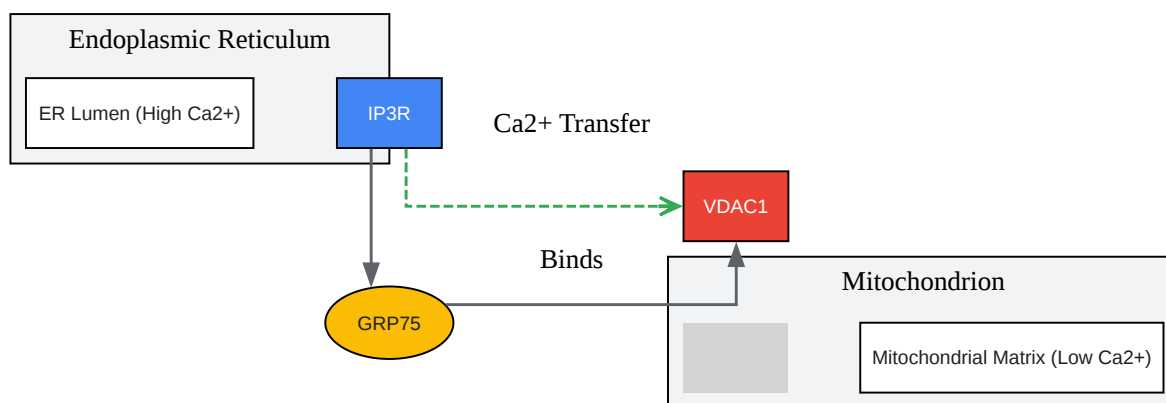 Endoplasmic Reticulum
ER Lumen (High Ca2+)
IP3R
Ca2+ Transfer
VDAC1
Binds
Mitochondrion
GRP75
Mitochondrial Matrix (Low Ca2+)